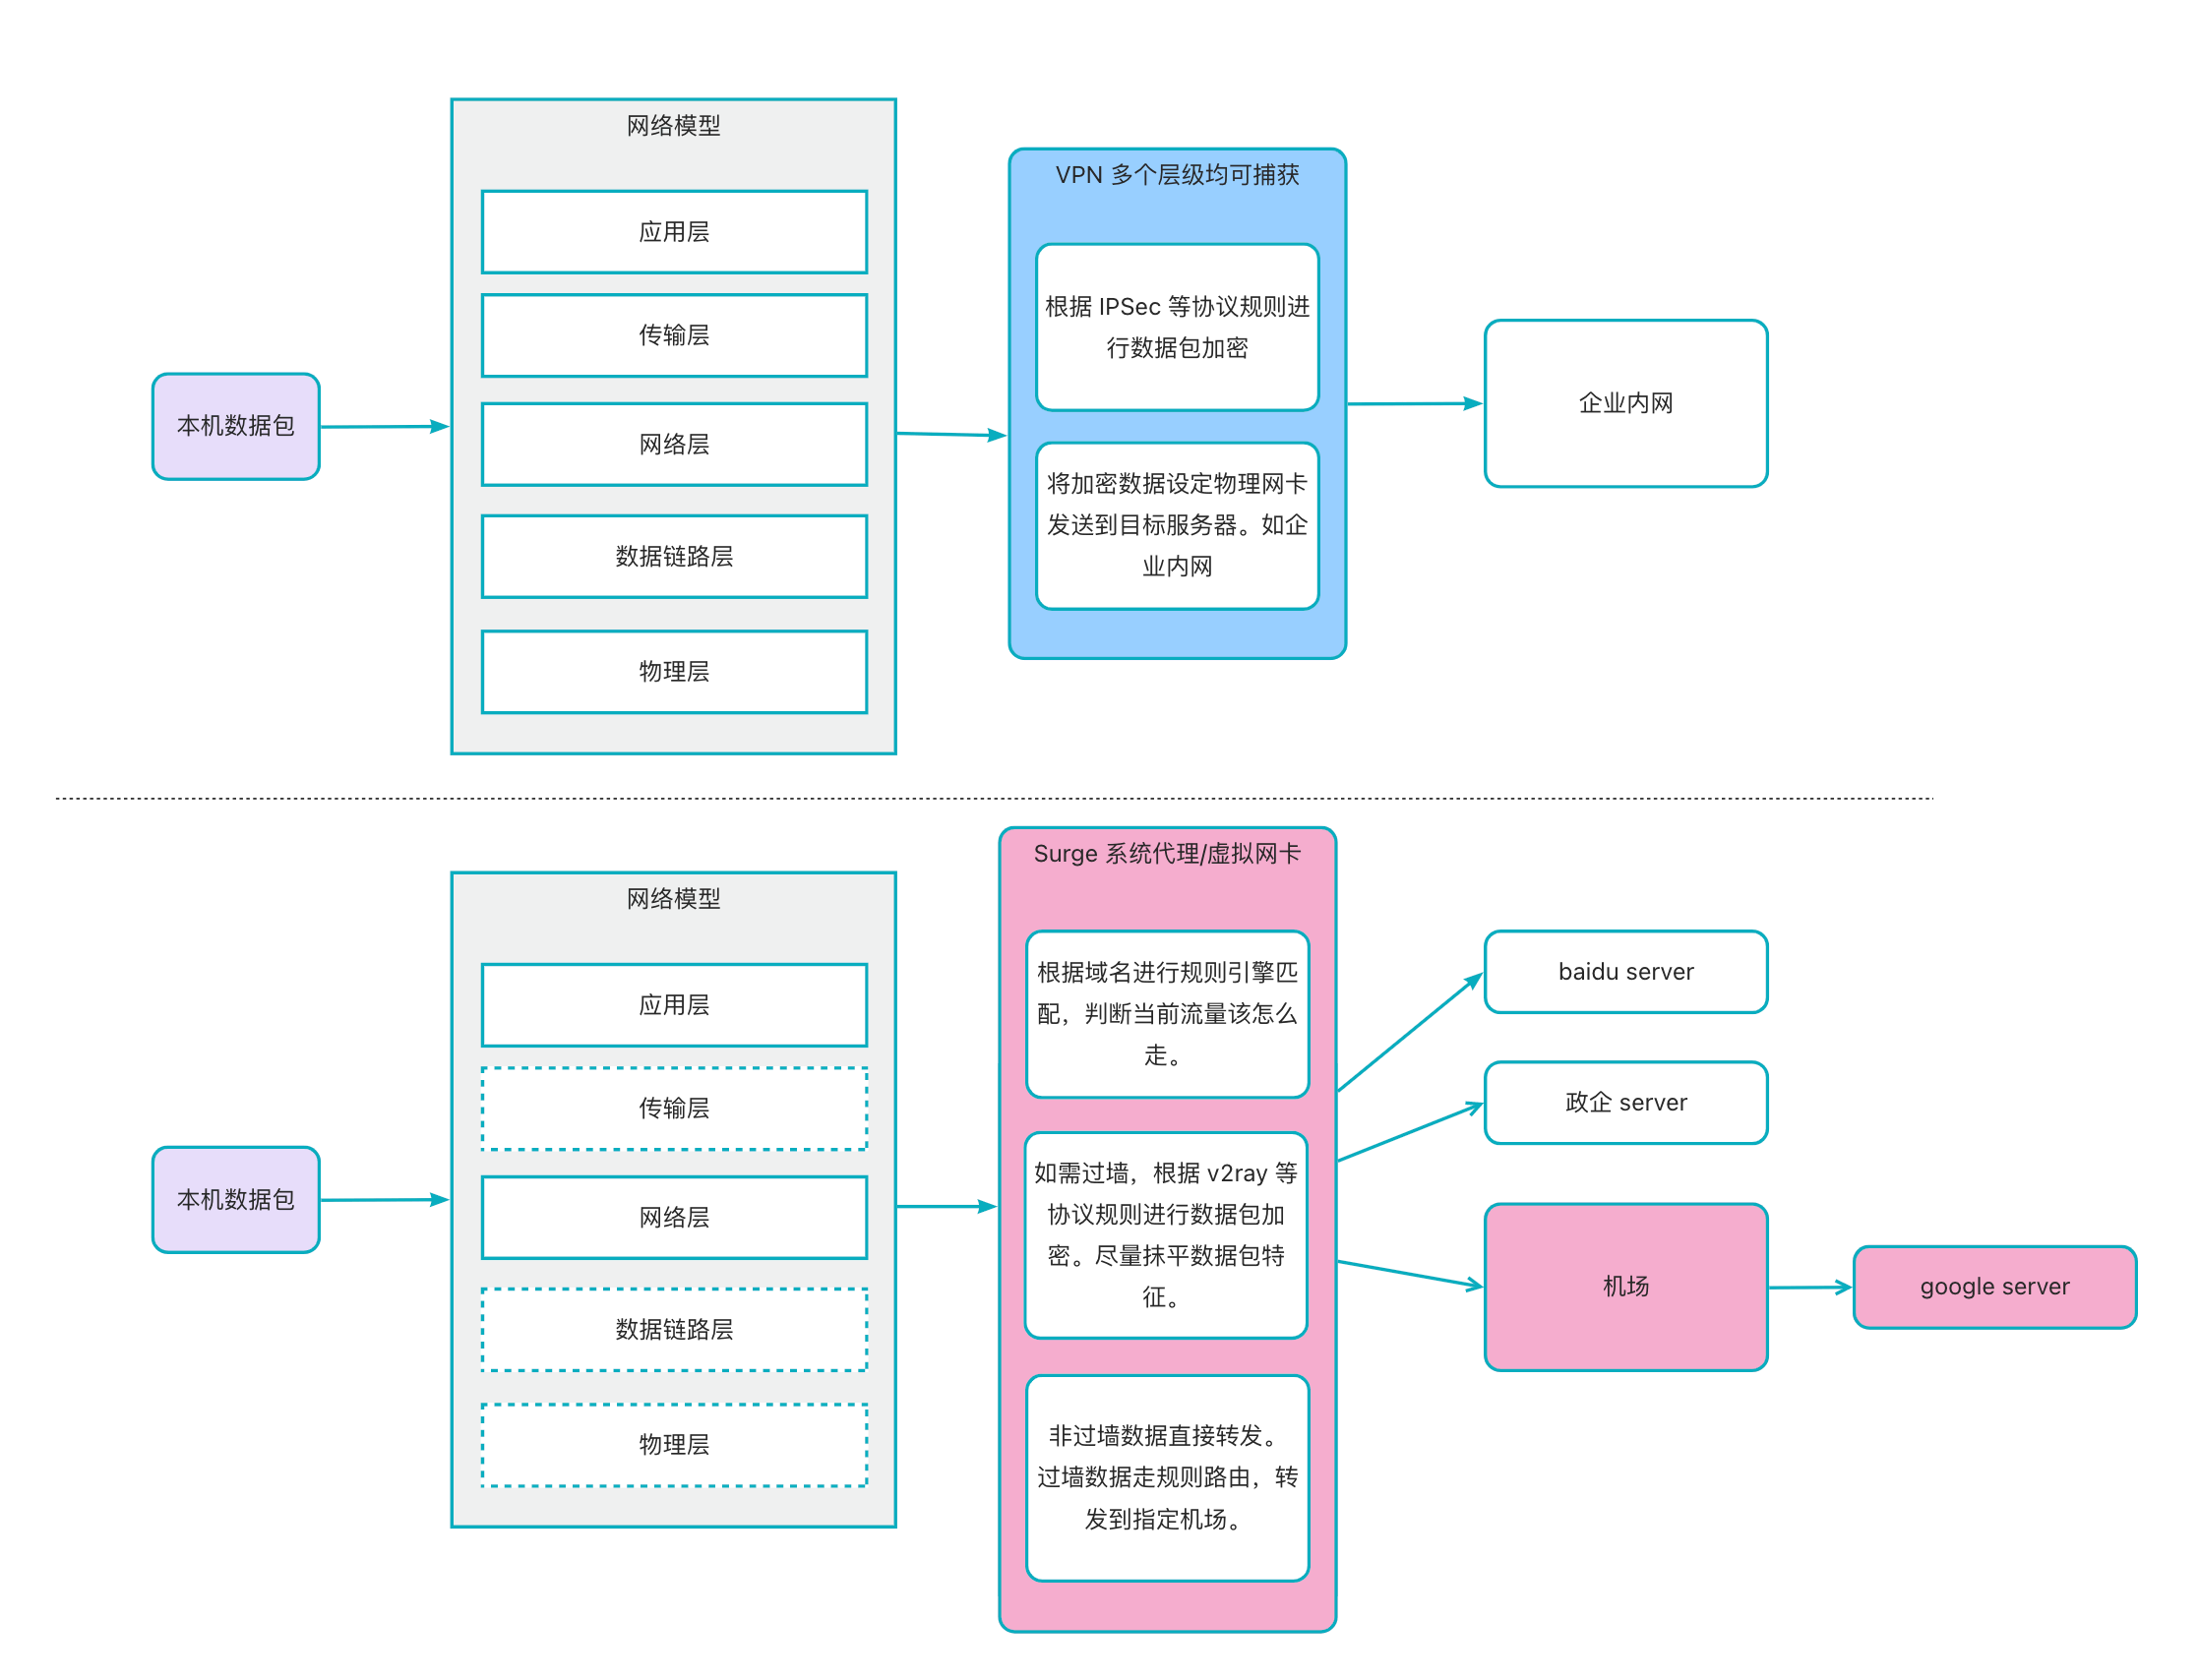 网络模型
应用层
传输层
网络层
数据链路层
物理层
本机数据包
VPN 多个层级均可捕获
根据 IPSec 等协议规则进
行数据包加密
将加密数据设定物理网卡
发送到目标服务器。如企
业内网
企业内网
网络模型
应用层
传输层
网络层
数据链路层
物理层
本机数据包
Surge 系统代理/虚拟网卡
根据域名进行规则引擎匹
配，判断当前流量该怎么
走。
如需过墙，根据 v2ray 等
协议规则进行数据包加
密。尽量抹平数据包特
征。
非过墙数据直接转发。
过墙数据走规则路由，转
发到指定机场。
baidu server
政企 server
机场
google server